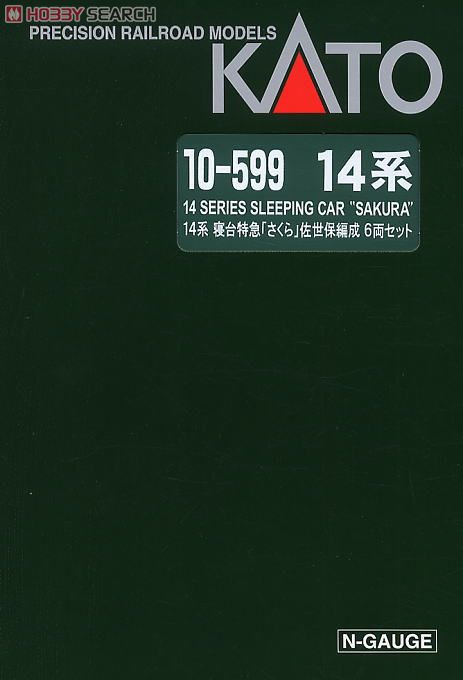 HOBBY SEARCH
PRECISION RAILROAD MODELS
KATO
10-599 14系
14 SERIES SLEEPING CAR "SAKURA"
14系 寝台特急「さくら」佐世保編成 6両セット
N-GAUGE